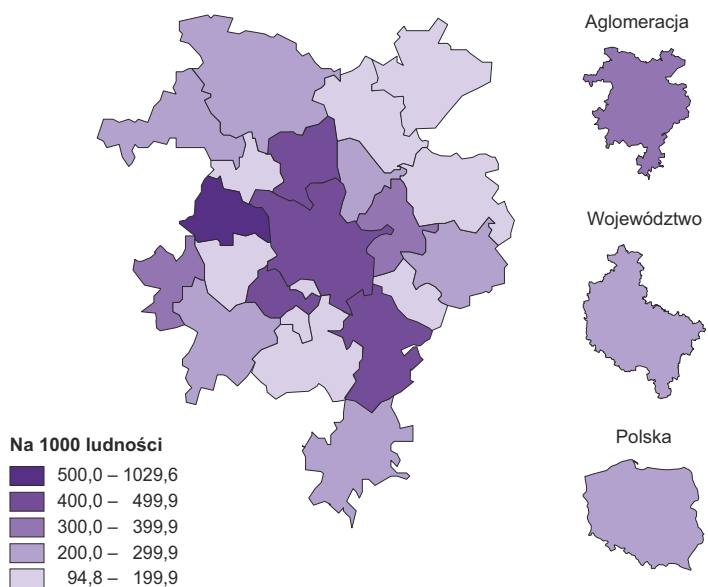 Aglomeracja
Województwo
Polska
Na 1000 ludności
500,0 – 1029,6
400,0 – 499,9
300,0 – 399,9
200,0 – 299,9
94,8 – 199,9